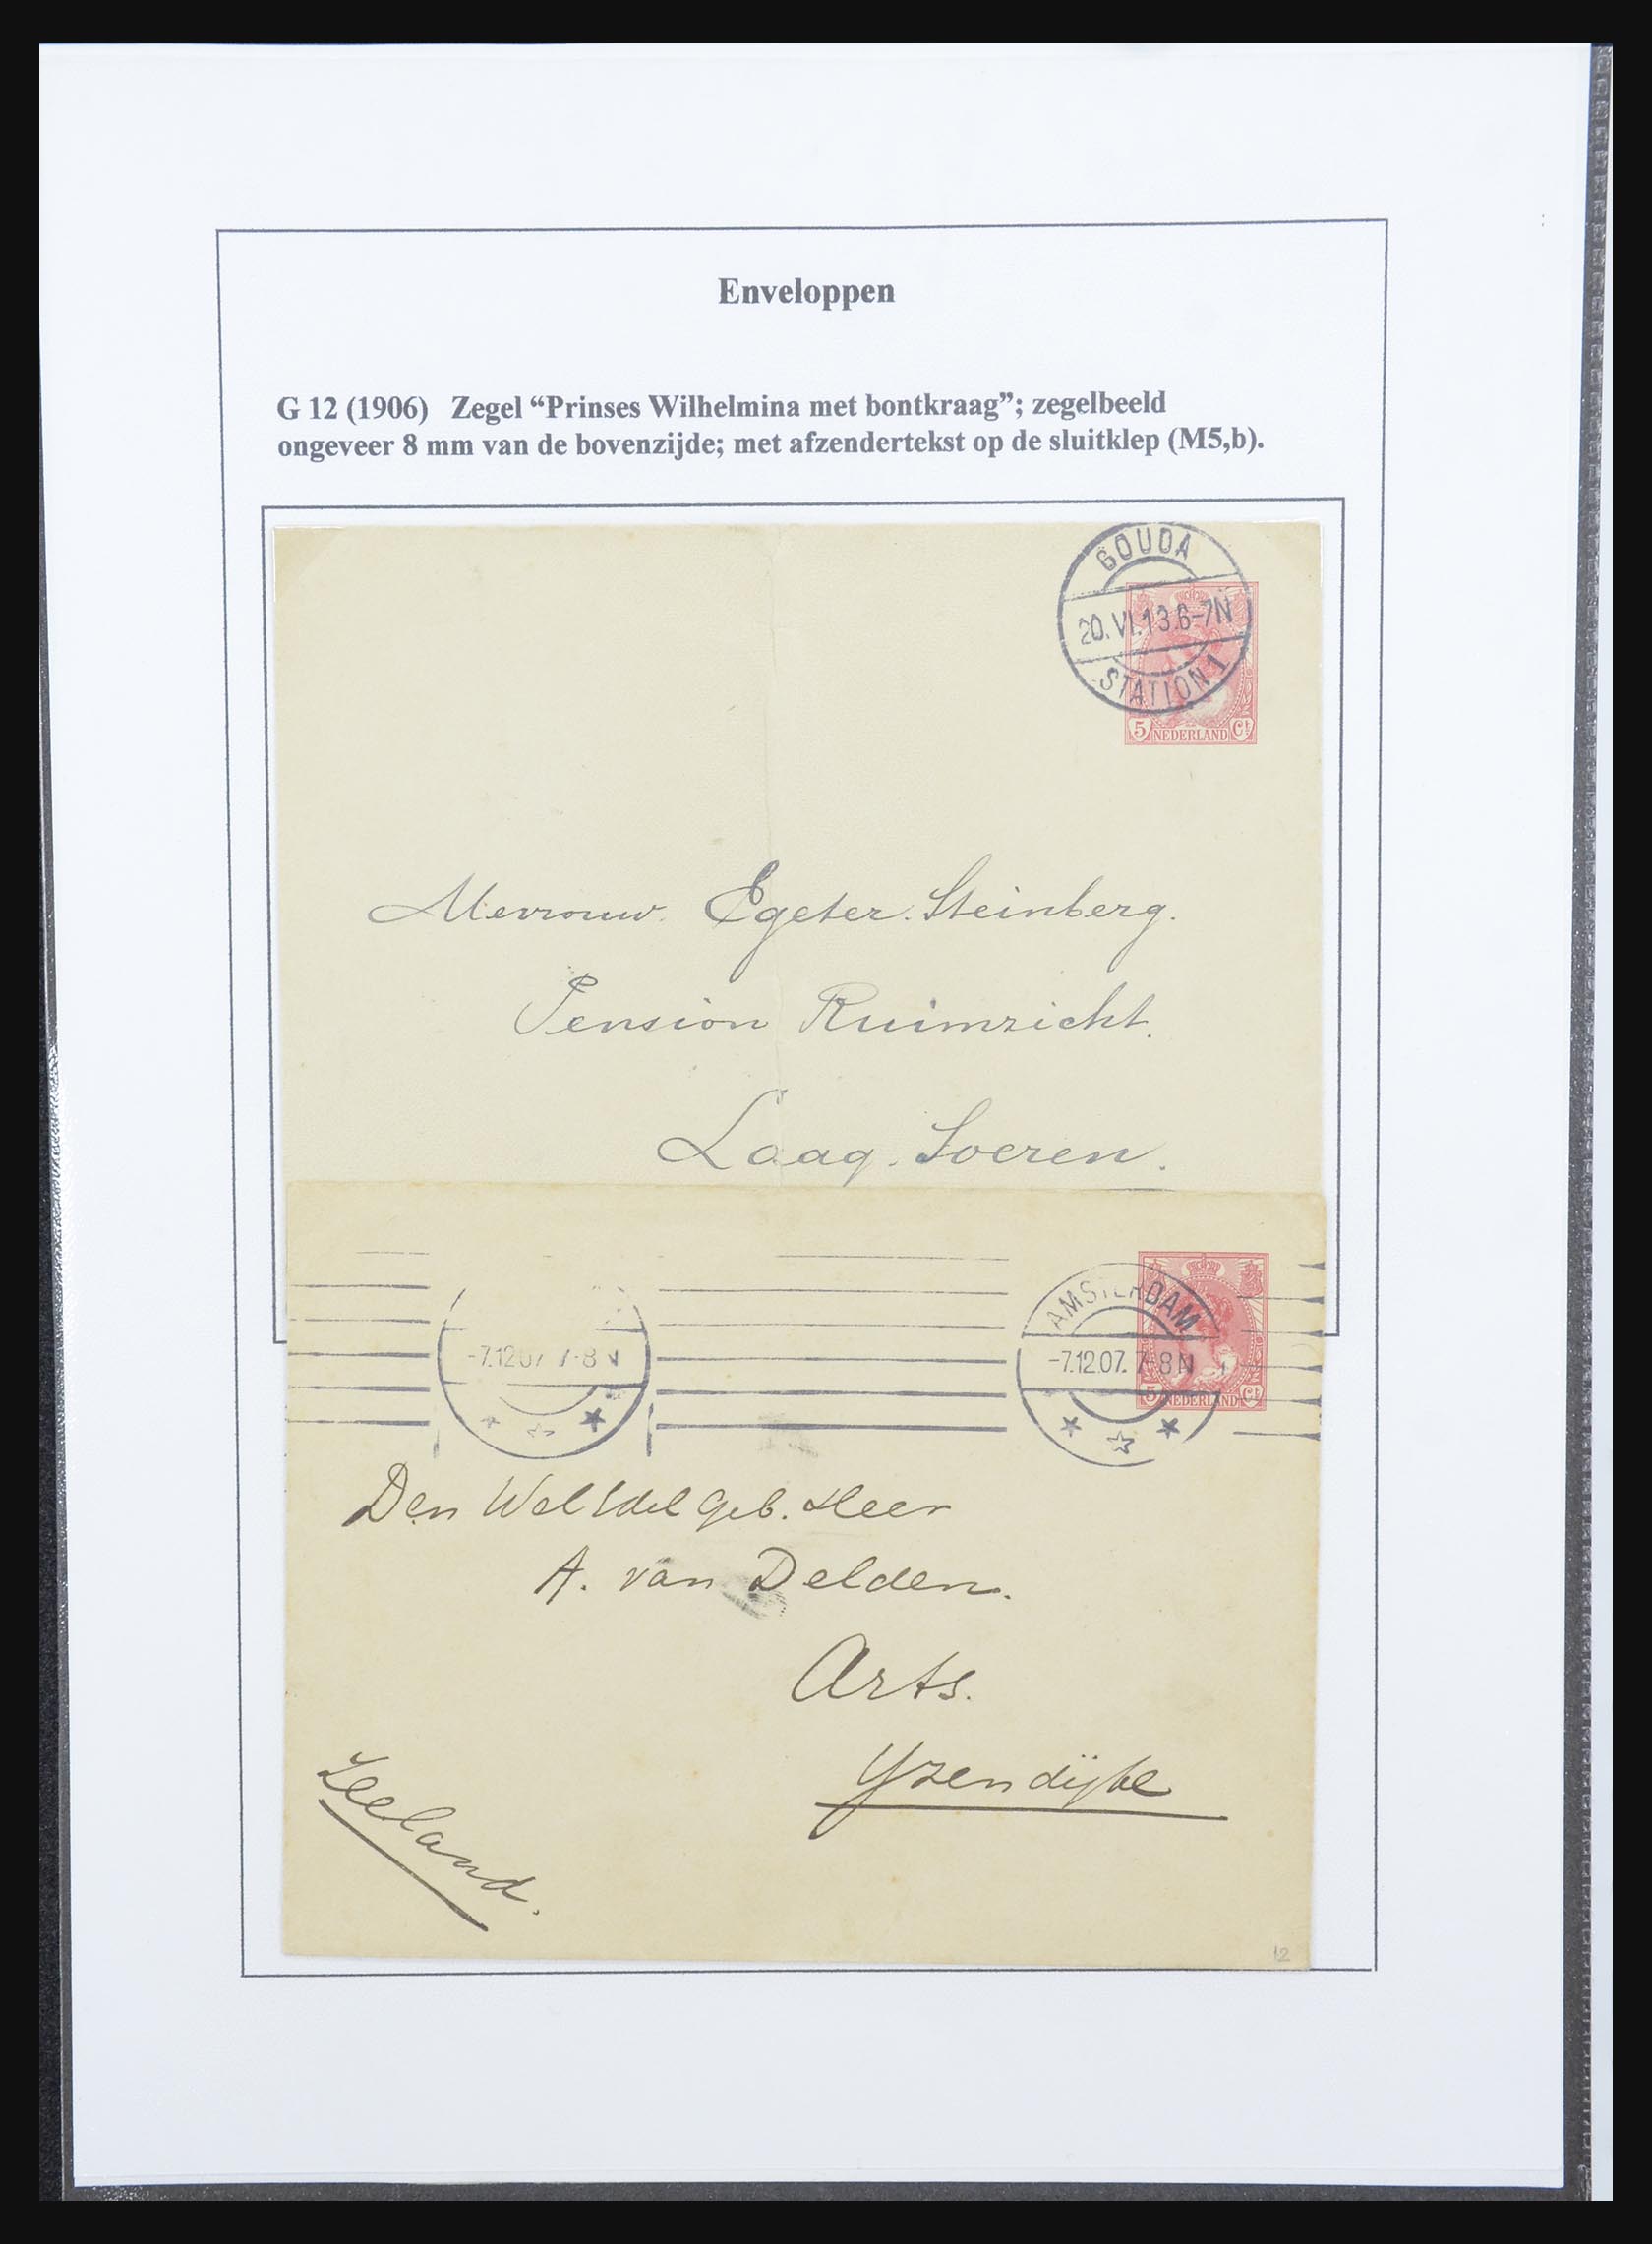 Enveloppen
G 12 (1906) Zegel “Prinses Wilhelmina met bontkraag”; zegelbeeld
ongeveer 8 mm van de bovenzijde; met afzendertekst op de sluitklep (M5,b).
GOUDA
20.VI.13.6-7N
STATION 1
5 NEDERLAND Ct
Mevrouw. Egeter. Steinberg.
Pension Ruimzicht.
Laag. Soeren.
AMSTERDAM
-7.12 07 7-8 N
-7.12 07. 7-8 N
5 NEDERLAND Ct
Den WelEdelGeb. Heer
A. van Delden.
Arts.
Yzendijke
Zeeland.
12